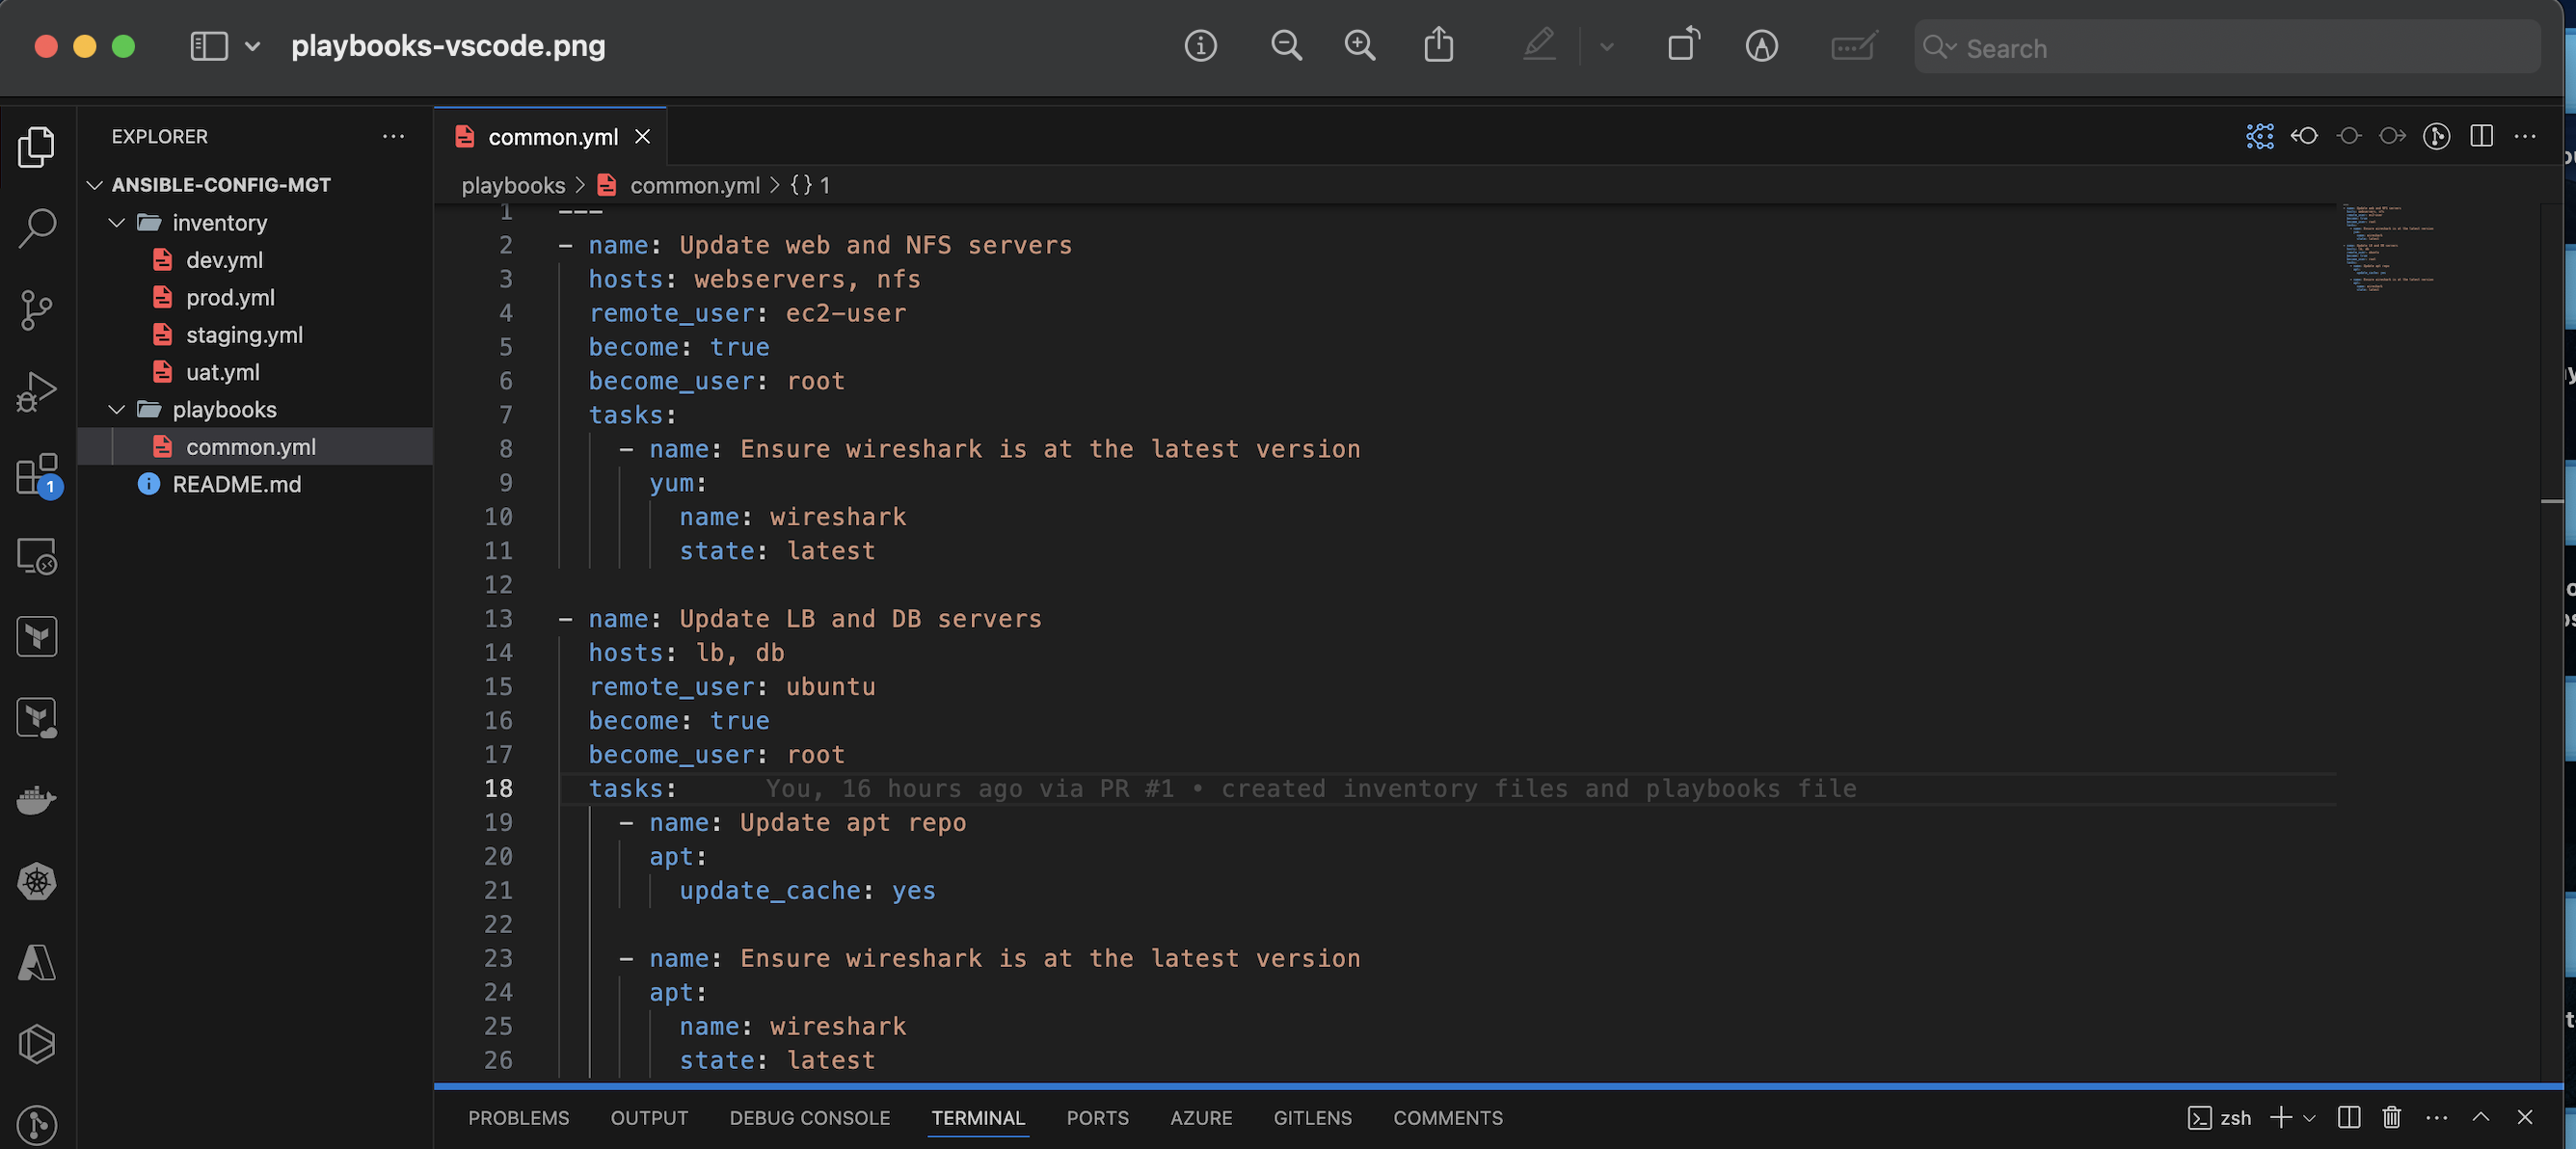 playbooks-vscode.png
Search
EXPLORER
ANSIBLE-CONFIG-MGT
inventory
dev.yml
prod.yml
staging.yml
uat.yml
playbooks
common.yml
README.md
1
common.yml
playbooks > common.yml > {} 1
1 ---
2 - name: Update web and NFS servers
3 hosts: webservers, nfs
4 remote_user: ec2-user
5 become: true
6 become_user: root
7 tasks:
8 - name: Ensure wireshark is at the latest version
9 yum:
10 name: wireshark
11 state: latest
12
13 - name: Update LB and DB servers
14 hosts: lb, db
15 remote_user: ubuntu
16 become: true
17 become_user: root
18 tasks: You, 16 hours ago via PR #1 • created inventory files and playbooks file
19 - name: Update apt repo
20 apt:
21 update_cache: yes
22
23 - name: Ensure wireshark is at the latest version
24 apt:
25 name: wireshark
26 state: latest
PROBLEMS OUTPUT DEBUG CONSOLE TERMINAL PORTS AZURE GITLENS COMMENTS
zsh